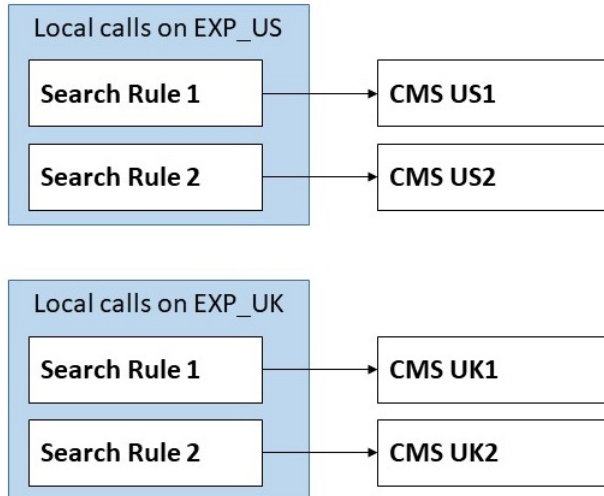 Local calls on EXP_US
Search Rule 1
CMS US1
Search Rule 2
CMS US2
Local calls on EXP_UK
Search Rule 1
CMS UK1
Search Rule 2
CMS UK2